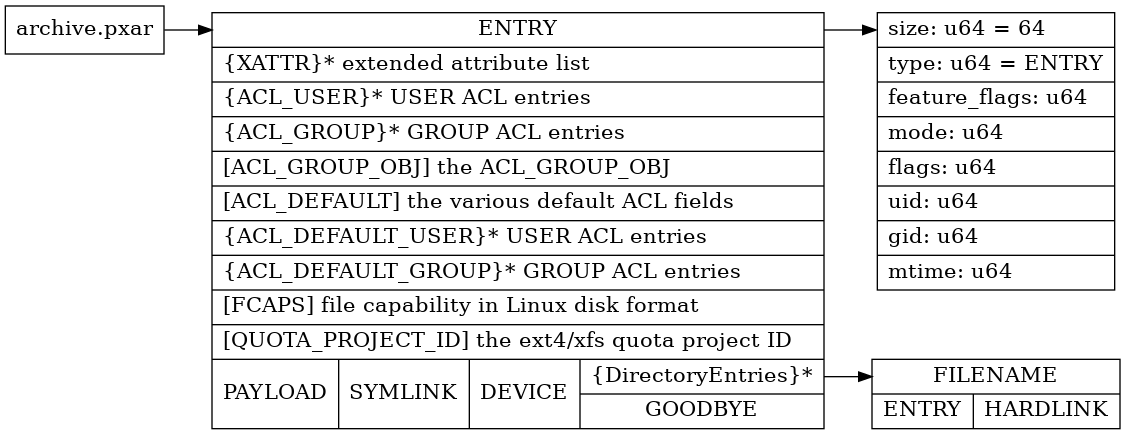 archive.pxar
ENTRY
{XATTR}* extended attribute list
{ACL_USER}* USER ACL entries
{ACL_GROUP}* GROUP ACL entries
[ACL_GROUP_OBJ] the ACL_GROUP_OBJ
[ACL_DEFAULT] the various default ACL fields
{ACL_DEFAULT_USER}* USER ACL entries
{ACL_DEFAULT_GROUP}* GROUP ACL entries
[FCAPS] file capability in Linux disk format
[QUOTA_PROJECT_ID] the ext4/xfs quota project ID
PAYLOAD
SYMLINK
DEVICE
{DirectoryEntries}*
GOODBYE
size: u64 = 64
type: u64 = ENTRY
feature_flags: u64
mode: u64
flags: u64
uid: u64
gid: u64
mtime: u64
FILENAME
ENTRY
HARDLINK